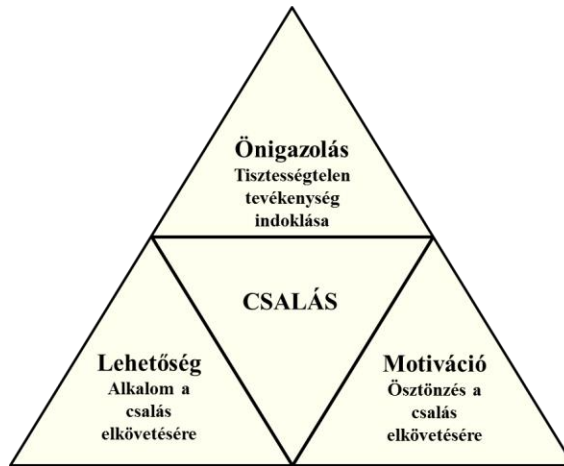 Önigazolás
Tisztességtelen
tevékenység
indoklása
CSALÁS
Lehetőség
Alkalom a
csalás
elkövetésére
Motiváció
Ösztönzés a
csalás
elkövetésére